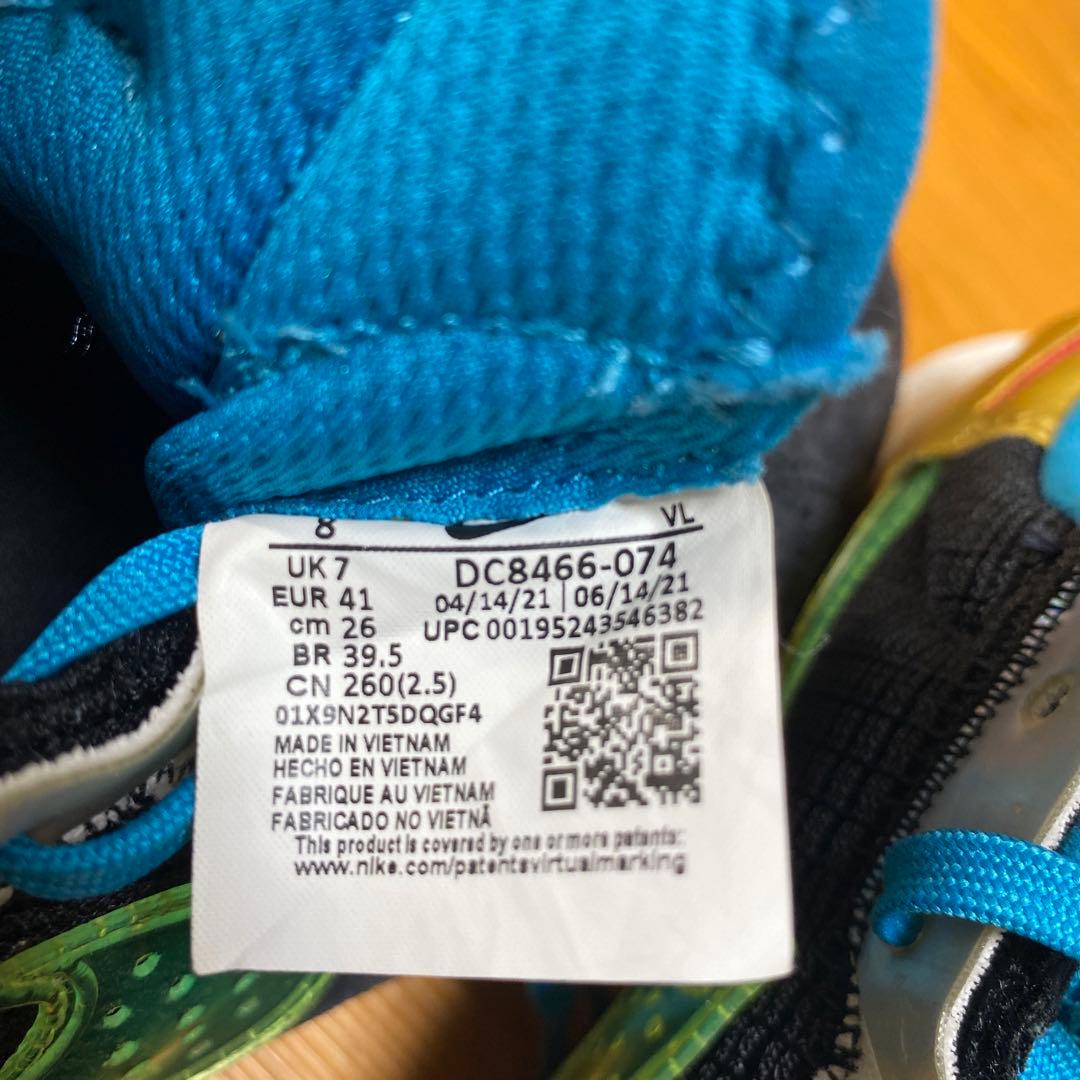 8 VL
UK 7 DC8466-074
EUR 41 04/14/21 | 06/14/21
cm 26 UPC 00195243546382
BR 39.5
CN 260(2.5)
01X9N2T5DQGF4
MADE IN VIETNAM
HECHO EN VIETNAM
FABRIQUE AU VIETNAM
FABRICADO NO VIETNÃ
This product is covered by one or more patents:
www.nike.com/patentsvirtualmarking